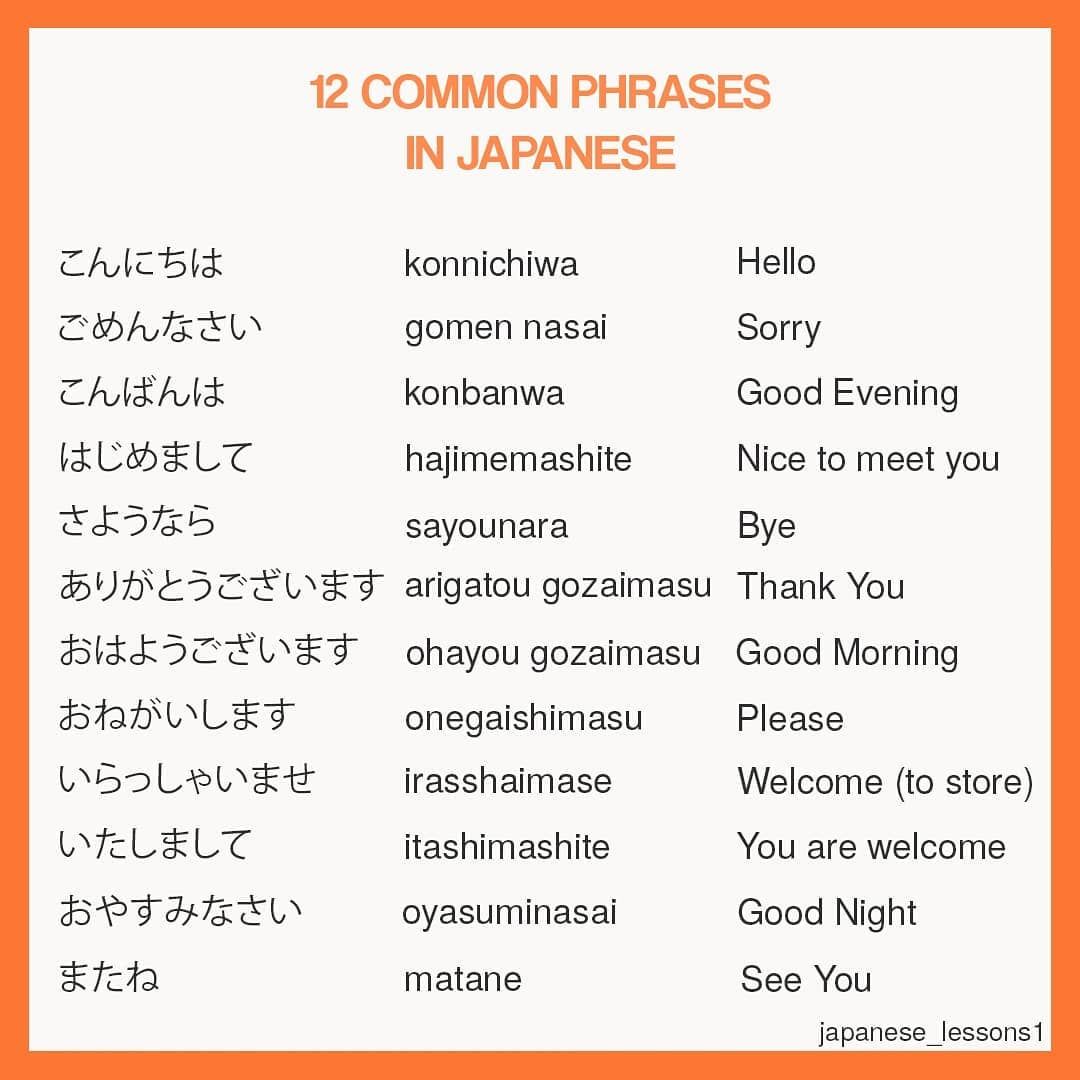 12 COMMON PHRASES
IN JAPANESE
こんにちは konnichiwa Hello
ごめんなさい gomen nasai Sorry
こんばんは konbanwa Good Evening
はじめまして hajimemashite Nice to meet you
さようなら sayounara Bye
ありがとうございます arigatou gozaimasu Thank You
おはようございます ohayou gozaimasu Good Morning
おねがいします onegaishimasu Please
いらっしゃいませ irasshaimase Welcome (to store)
いたしまして itashimashite You are welcome
おやすみなさい oyasuminasai Good Night
またね matane See You
japanese_lessons1